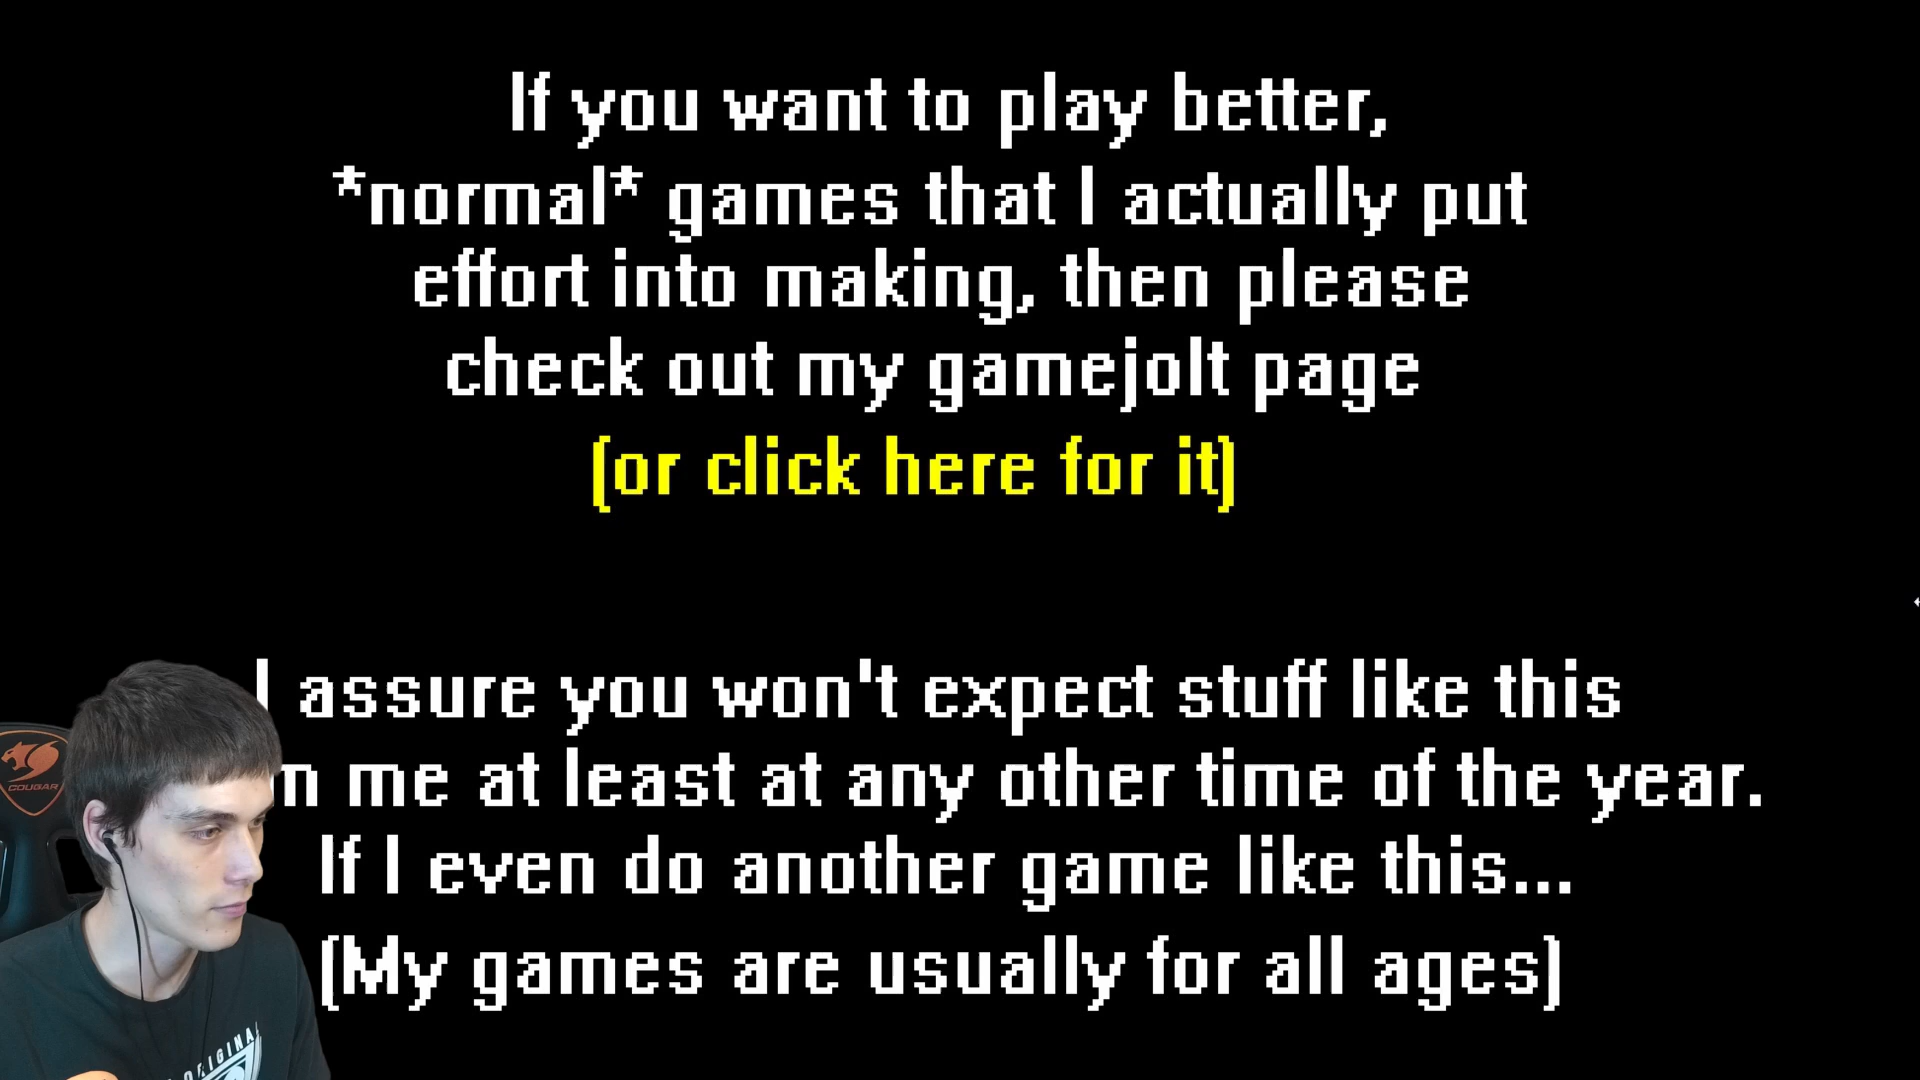 If you want to play better,
*normal* games that I actually put
effort into making, then please
check out my gamejolt page
(or click here for it)
I assure you won't expect stuff like this
me at least at any other time of the year.
If I even do another game like this...
(My games are usually for all ages)
COUGAR